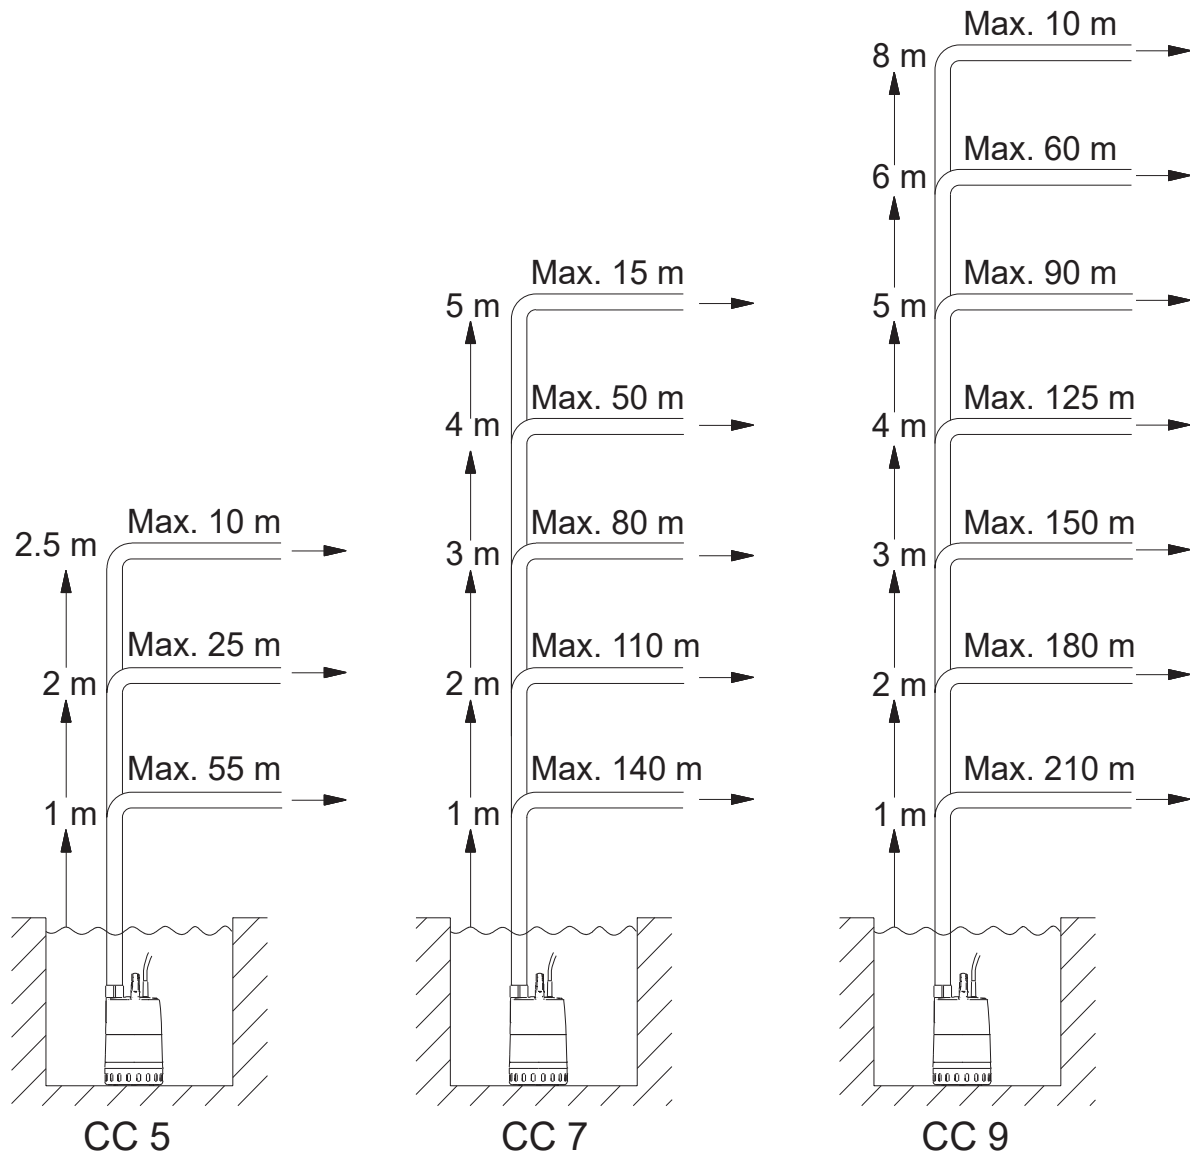 Max. 10 m
2.5 m
Max. 25 m
2 m
Max. 55 m
1 m
CC 5
Max. 15 m
5 m
Max. 50 m
4 m
Max. 80 m
3 m
Max. 110 m
2 m
Max. 140 m
1 m
CC 7
Max. 10 m
8 m
Max. 60 m
6 m
Max. 90 m
5 m
Max. 125 m
4 m
Max. 150 m
3 m
Max. 180 m
2 m
Max. 210 m
1 m
CC 9